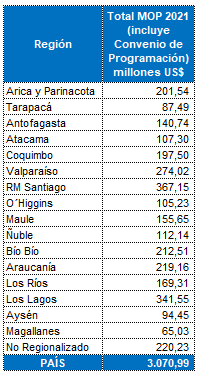 Región Total MOP 2021
(incluye
Convenio de
Programación)
millones US$
Arica y Parinacota 201,54
Tarapacá 87,49
Antofagasta 140,74
Atacama 107,30
Coquimbo 197,50
Valparaíso 274,02
RM Santiago 367,15
O´Higgins 105,23
Maule 155,65
Ñuble 112,14
Bío Bío 212,51
Araucanía 219,16
Los Ríos 169,31
Los Lagos 341,55
Aysén 94,45
Magallanes 65,03
No Regionalizado 220,23
PAÍS 3.070,99